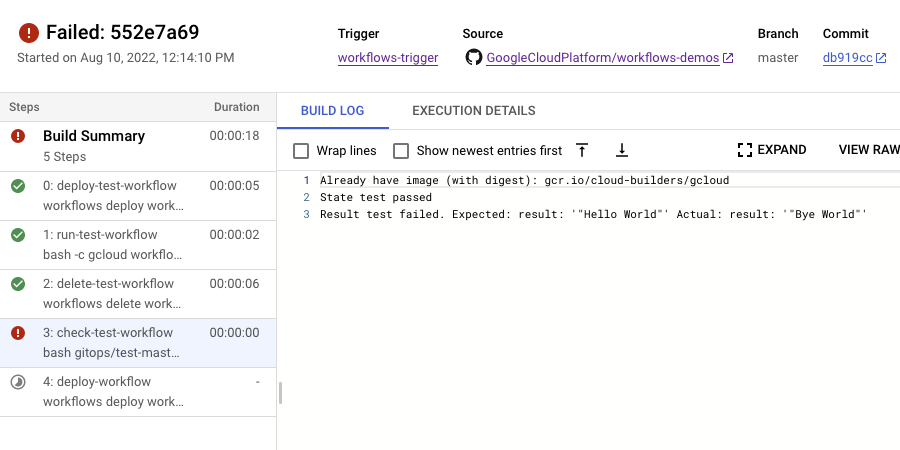 Failed: 552e7a69
Started on Aug 10, 2022, 12:14:10 PM
Trigger
workflows-trigger
Source
GoogleCloudPlatform/workflows-demos
Branch
master
Commit
db919cc
Steps Duration
Build Summary 00:00:18
5 Steps
0: deploy-test-workflow 00:00:05
workflows deploy work...
1: run-test-workflow 00:00:02
bash -c gcloud workflo...
2: delete-test-workflow 00:00:06
workflows delete work...
3: check-test-workflow 00:00:00
bash gitops/test-mast...
4: deploy-workflow -
workflows deploy work...
BUILD LOG EXECUTION DETAILS
Wrap lines Show newest entries first EXPAND VIEW RAW
1 Already have image (with digest): gcr.io/cloud-builders/gcloud
2 State test passed
3 Result test failed. Expected: result: '"Hello World"' Actual: result: '"Bye World"'